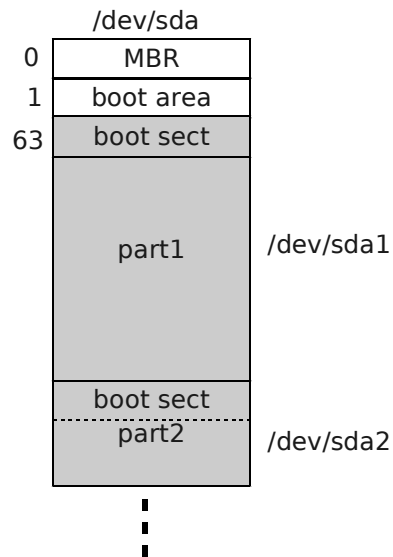 /dev/sda
0 MBR
1 boot area
63 boot sect
part1 /dev/sda1
boot sect
part2 /dev/sda2